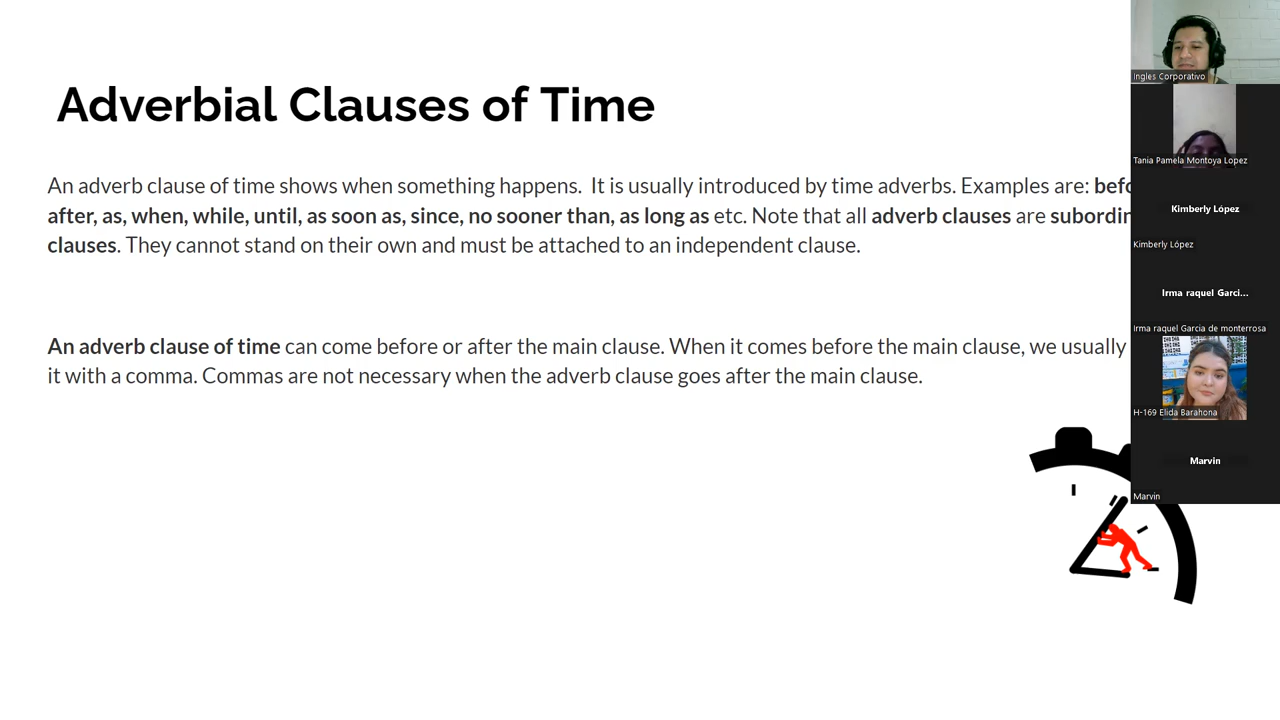 Adverbial Clauses of Time
An adverb clause of time shows when something happens.  It is usually introduced by time adverbs. Examples are:
after, as, when, while, until, as soon as, since, no sooner than, as long as etc. Note that all adverb clauses are
clauses. They cannot stand on their own and must be attached to an independent clause.
An adverb clause of time can come before or after the main clause. When it comes before the main clause, we usually
it with a comma. Commas are not necessary when the adverb clause goes after the main clause.
Ingles Corporativo
Tania Pamela Montoya Lopez
Kimberly López
Kimberly López
Irma raquel Garci...
Irma raquel Garcia de monterrosa
H-169 Elida Barahona
Marvin
Marvin